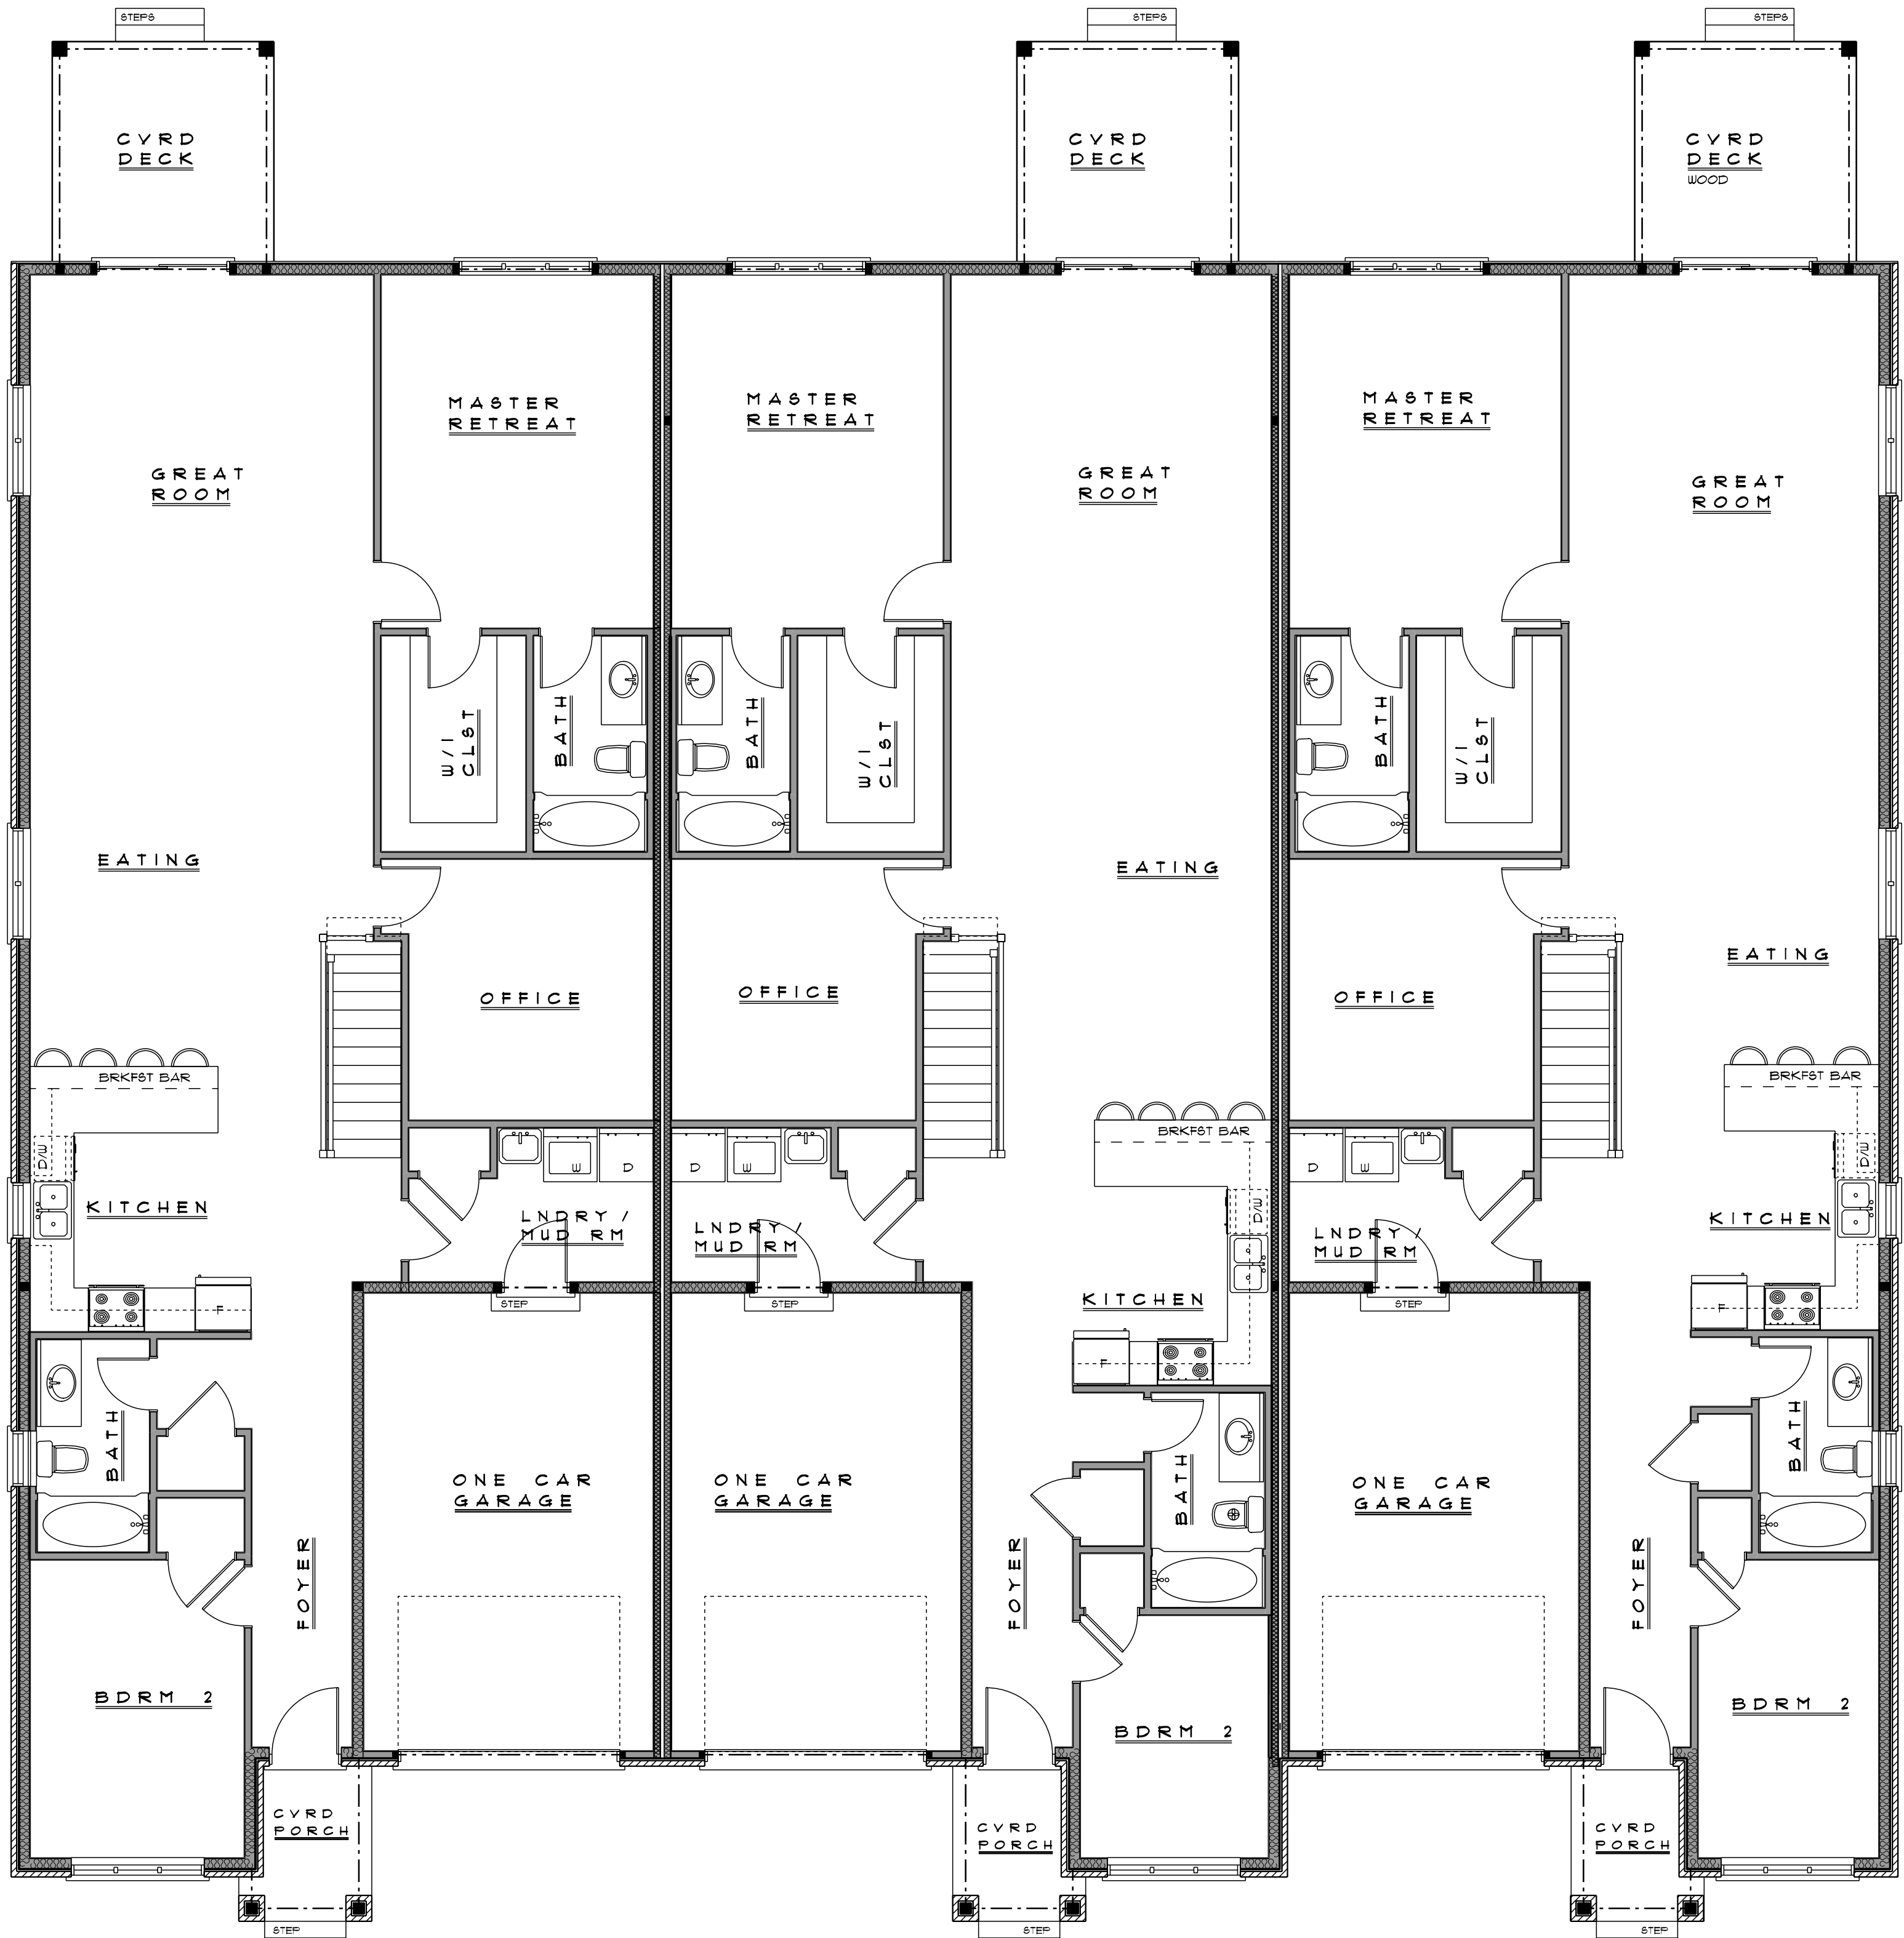 STEPS
STEPS
STEPS
CVRD
DECK
CVRD
DECK
CVRD
DECK
WOOD
MASTER
RETREAT
MASTER
RETREAT
MASTER
RETREAT
GREAT
ROOM
GREAT
ROOM
GREAT
ROOM
W/I
CLST
BATH
BATH
W/I
CLST
BATH
W/I
CLST
EATING
EATING
EATING
OFFICE
OFFICE
OFFICE
BRKFST BAR
BRKFST BAR
BRKFST BAR
D/W
W
D
D
W
D
W
D/W
D/W
KITCHEN
LNDRY /
MUD RM
LNDRY /
MUD RM
LNDRY /
MUD RM
KITCHEN
KITCHEN
STEP
STEP
STEP
F
F
F
BATH
BATH
BATH
ONE CAR
GARAGE
ONE CAR
GARAGE
ONE CAR
GARAGE
FOYER
FOYER
FOYER
BDRM 2
BDRM 2
BDRM 2
CVRD
PORCH
CVRD
PORCH
CVRD
PORCH
STEP
STEP
STEP